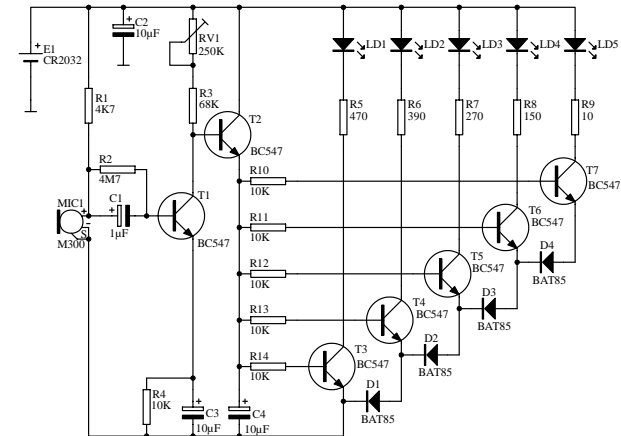 E1
CR2032
C2
10µF
RV1
250K
LD1
LD2
LD3
LD4
LD5
R1
4K7
R3
68K
R5
470
R6
390
R7
270
R8
150
R9
10
T2
BC547
R2
4M7
MIC1
M300
S
C1
1µF
T1
BC547
R10
10K
T7
BC547
R11
10K
T6
BC547
D4
BAT85
R12
10K
T5
BC547
D3
BAT85
R13
10K
T4
BC547
D2
BAT85
R14
10K
T3
BC547
D1
BAT85
R4
10K
C3
10µF
C4
10µF